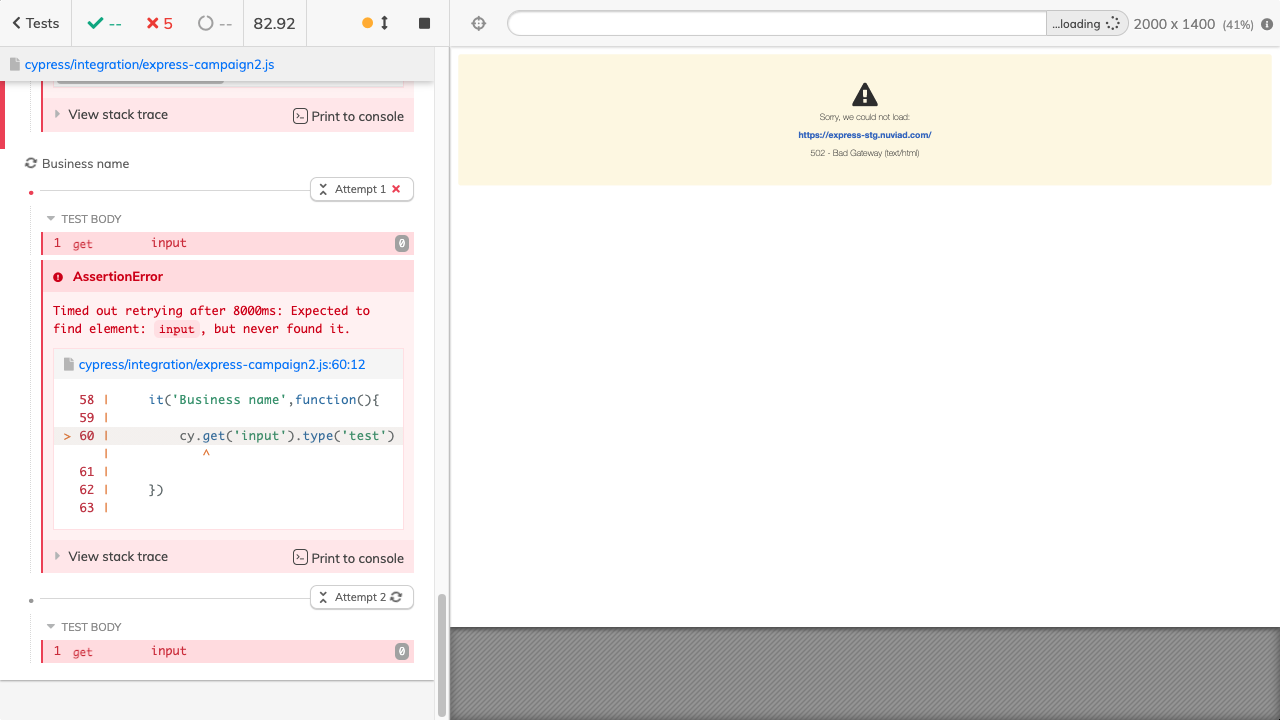 Tests
--
5
--
82.92
...loading
2000 x 1400 (41%)
cypress/integration/express-campaign2.js
View stack trace
Print to console
Business name
Attempt 1
TEST BODY
1 get input 0
AssertionError
Timed out retrying after 8000ms: Expected to
find element: input, but never found it.
cypress/integration/express-campaign2.js:60:12
58 | it('Business name',function(){
59 |
> 60 | cy.get('input').type('test')
| ^
61 |
62 | })
63 |
View stack trace
Print to console
Attempt 2
TEST BODY
1 get input 0
Sorry, we could not load:
https://express-stg.nuviad.com/
502 - Bad Gateway (text/html)